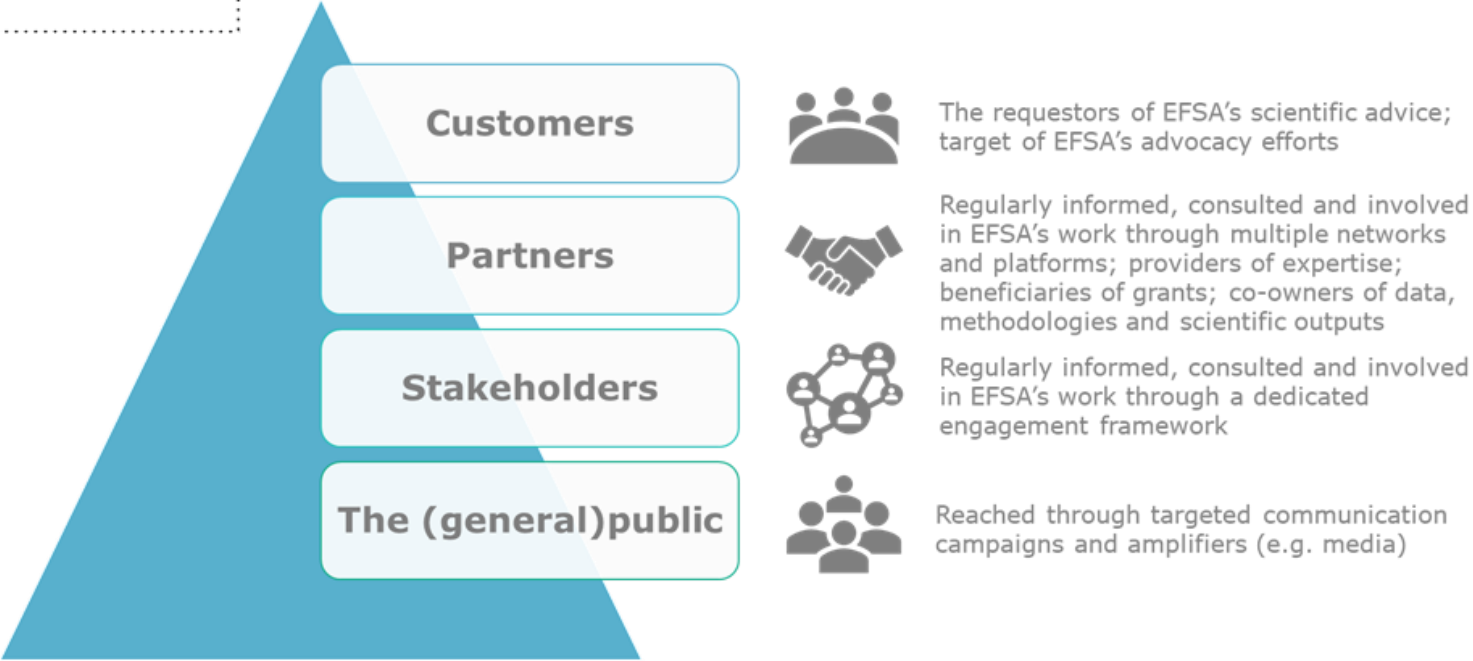 Customers
The requestors of EFSA's scientific advice;
target of EFSA's advocacy efforts
Partners
Regularly informed, consulted and involved
in EFSA's work through multiple networks
and platforms; providers of expertise;
beneficiaries of grants; co-owners of data,
methodologies and scientific outputs
Stakeholders
Regularly informed, consulted and involved
in EFSA's work through a dedicated
engagement framework
The (general)public
Reached through targeted communication
campaigns and amplifiers (e.g. media)